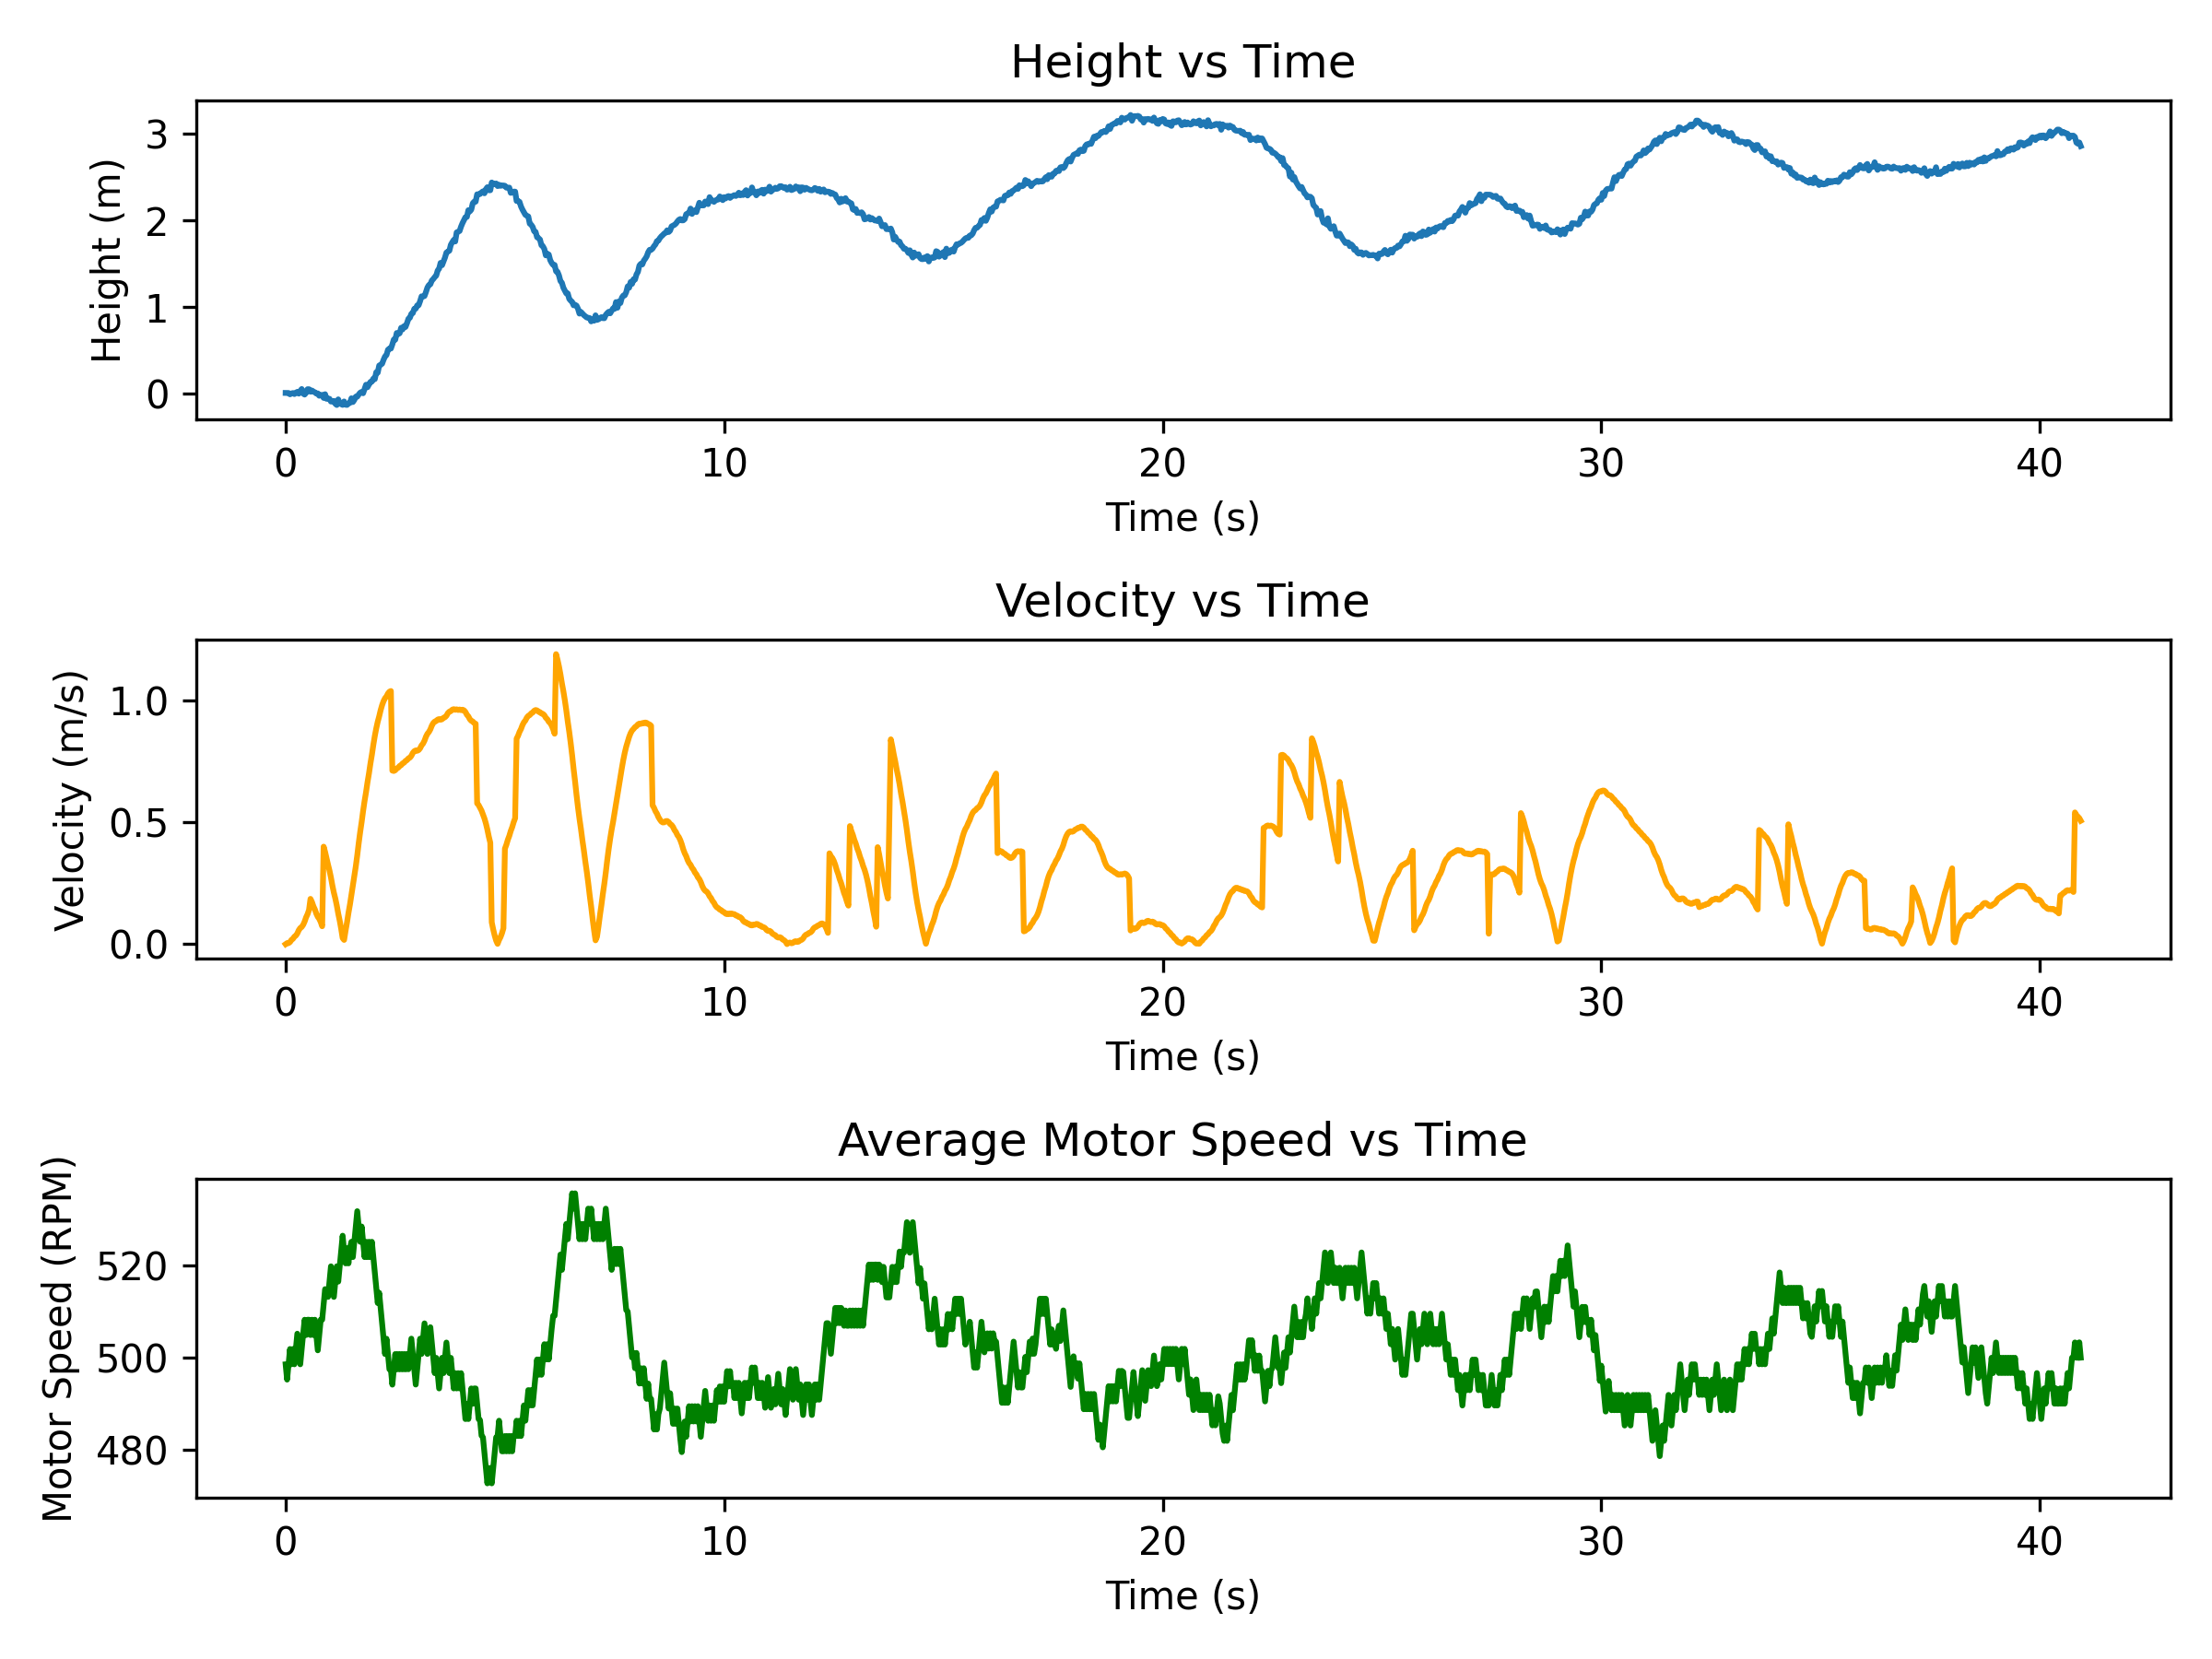 Height vs Time
Height (m)
3
2
1
0
0 10 20 30 40
Time (s)
Velocity vs Time
Velocity (m/s)
1.0
0.5
0.0
0 10 20 30 40
Time (s)
Average Motor Speed vs Time
Motor Speed (RPM)
520
500
480
0 10 20 30 40
Time (s)